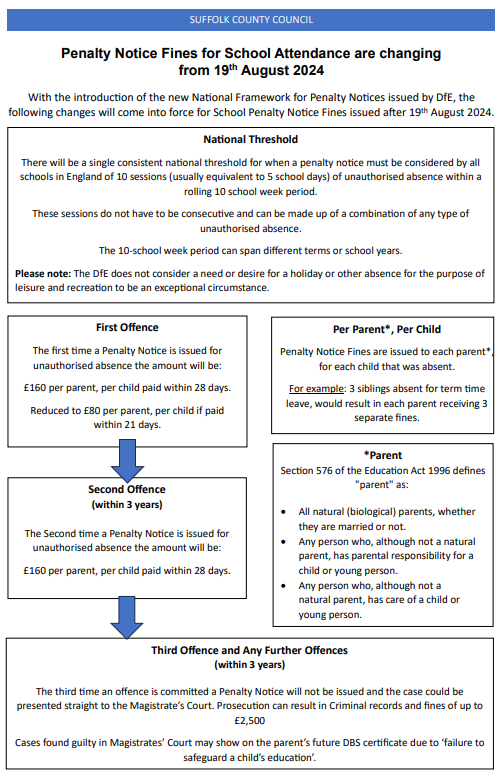 SUFFOLK COUNTY COUNCIL
Penalty Notice Fines for School Attendance are changing
from 19th August 2024
With the introduction of the new National Framework for Penalty Notices issued by DfE, the
following changes will come into force for School Penalty Notice Fines issued after 19th August 2024.
National Threshold
There will be a single consistent national threshold for when a penalty notice must be considered by all
schools in England of 10 sessions (usually equivalent to 5 school days) of unauthorised absence within a
rolling 10 school week period.
These sessions do not have to be consecutive and can be made up of a combination of any type of
unauthorised absence.
The 10-school week period can span different terms or school years.
Please note: The DfE does not consider a need or desire for a holiday or other absence for the purpose of
leisure and recreation to be an exceptional circumstance.
First Offence
The first time a Penalty Notice is issued for
unauthorised absence the amount will be:
£160 per parent, per child paid within 28 days.
Reduced to £80 per parent, per child if paid
within 21 days.
Per Parent*, Per Child
Penalty Notice Fines are issued to each parent*,
for each child that was absent.
For example: 3 siblings absent for term time
leave, would result in each parent receiving 3
separate fines.
Second Offence
(within 3 years)
The Second time a Penalty Notice is issued for
unauthorised absence the amount will be:
£160 per parent, per child paid within 28 days.
*Parent
Section 576 of the Education Act 1996 defines
"parent" as:
• All natural (biological) parents, whether
they are married or not.
• Any person who, although not a natural
parent, has parental responsibility for a
child or young person.
• Any person who, although not a
natural parent, has care of a child or
young person.
Third Offence and Any Further Offences
(within 3 years)
The third time an offence is committed a Penalty Notice will not be issued and the case could be
presented straight to the Magistrate's Court. Prosecution can result in Criminal records and fines of up to
£2,500
Cases found guilty in Magistrates' Court may show on the parent's future DBS certificate due to 'failure to
safeguard a child's education'.